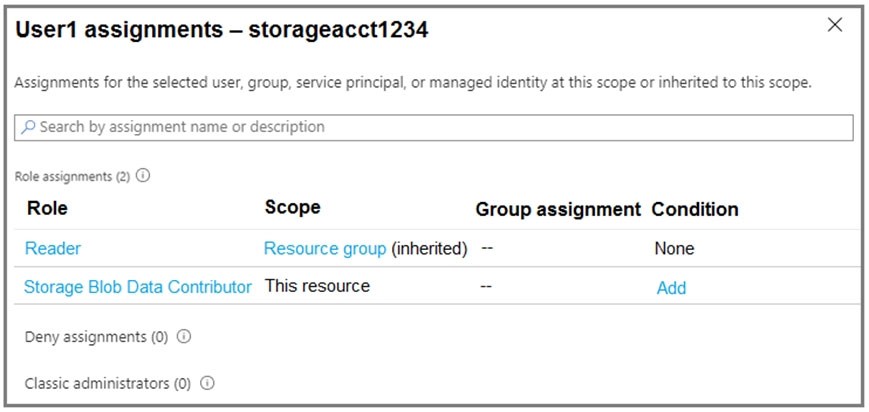 User1 assignments – storageacct1234
Assignments for the selected user, group, service principal, or managed identity at this scope or inherited to this scope.
Search by assignment name or description
Role assignments (2)
Role Scope Group assignment Condition
Reader Resource group (inherited) -- None
Storage Blob Data Contributor This resource -- Add
Deny assignments (0)
Classic administrators (0)